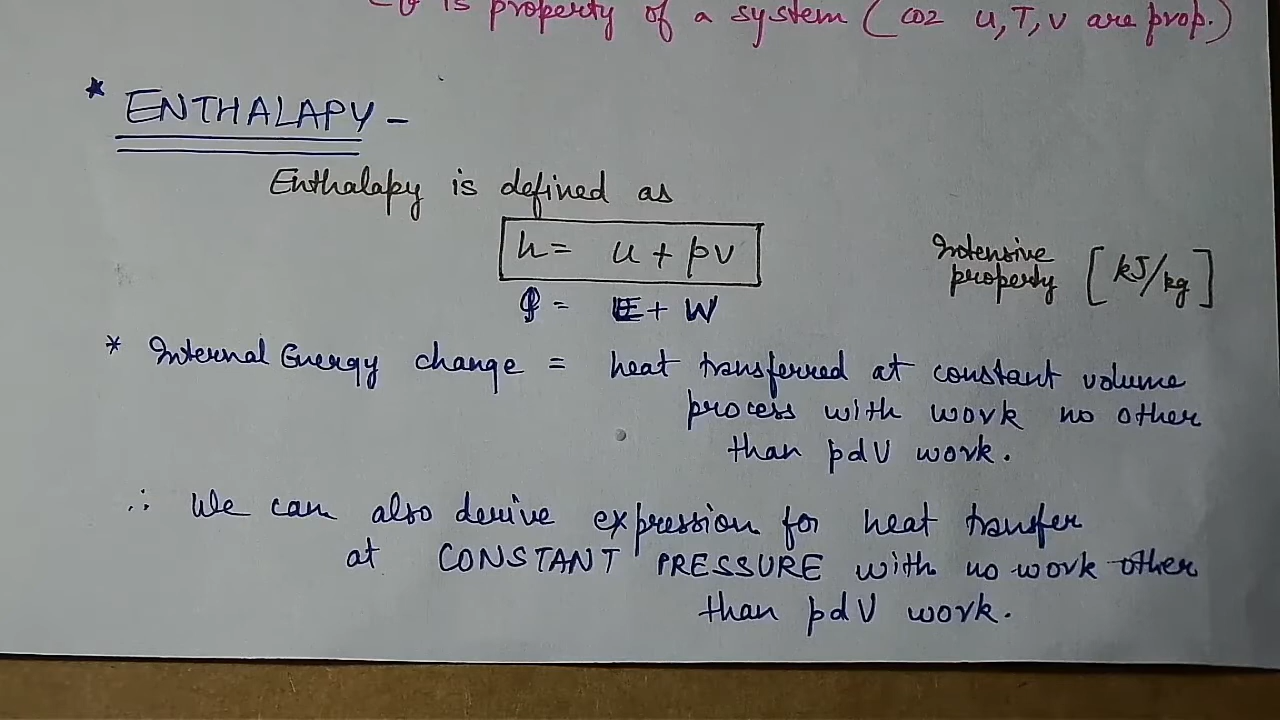 is property of a system ( coz u, T, v are prop.)
* ENTHALAPY -
Enthalapy is defined as
h = u + pv
Intensive property [kJ/kg]
Q = E + W
* Internal Energy change = heat transferred at constant volume
process with work no other
than pdV work.
∴ We can also derive expression for heat transfer
at CONSTANT PRESSURE with no work other
than pdV work.